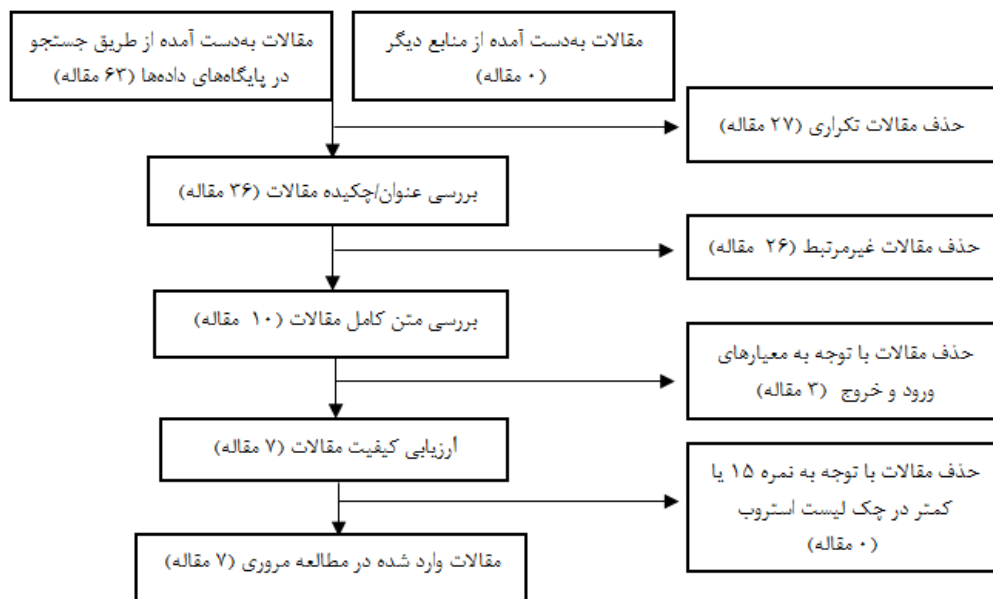 مقالات به‌دست آمده از طریق جستجو
در پایگاه‌های داده‌ها (۶۳ مقاله)
مقالات به‌دست آمده از منابع دیگر
(۰ مقاله)
حذف مقالات تکراری (۲۷ مقاله)
بررسی عنوان/چکیده مقالات (۳۶ مقاله)
حذف مقالات غیرمرتبط (۲۶ مقاله)
بررسی متن کامل مقالات (۱۰ مقاله)
حذف مقالات با توجه به معیارهای
ورود و خروج (۳ مقاله)
أرزیابی کیفیت مقالات (۷ مقاله)
حذف مقالات با توجه به نمره ۱۵ یا
کمتر در چک لیست استروب
(۰ مقاله)
مقالات وارد شده در مطالعه مروری (۷ مقاله)